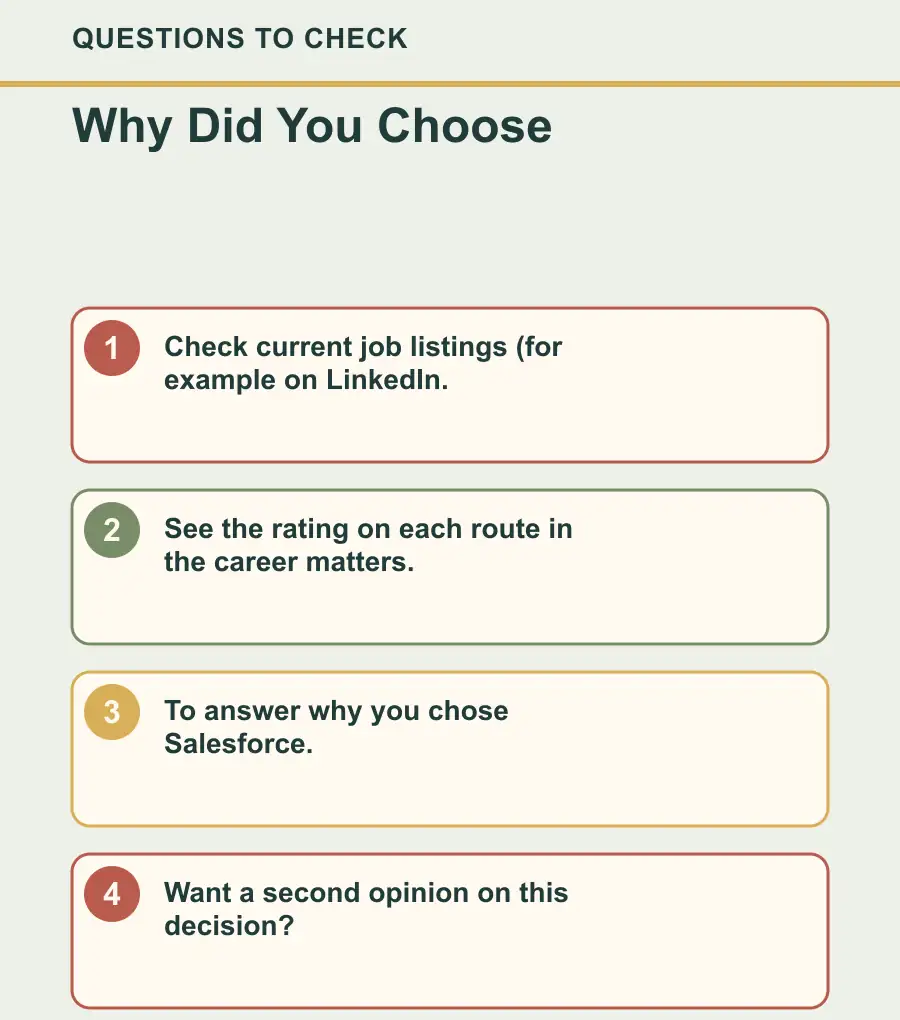 QUESTIONS TO CHECK
Why Did You Choose
1
Check current job listings (for
example on LinkedIn.
2
See the rating on each route in
the career matters.
3
To answer why you chose
Salesforce.
4
Want a second opinion on this
decision?